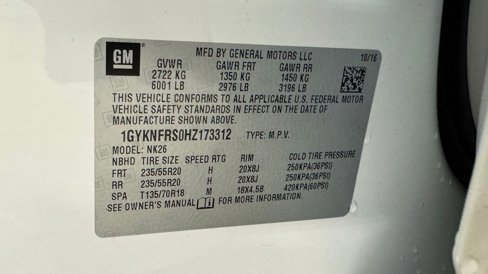 GM
MFD BY GENERAL MOTORS LLC 10/16
GVWR GAWR FRT GAWR RR
2722 KG 1350 KG 1450 KG
6001 LB 2976 LB 3196 LB
THIS VEHICLE CONFORMS TO ALL APPLICABLE U.S. FEDERAL MOTOR
VEHICLE SAFETY STANDARDS IN EFFECT ON THE DATE OF
MANUFACTURE SHOWN ABOVE.
1GYKNFRS0HZ173312 TYPE: M.P.V.
MODEL: NK26
NBHD TIRE SIZE SPEED RTG RIM COLD TIRE PRESSURE
FRT 235/55R20 H 20X8J 250KPA(36PSI)
RR 235/55R20 H 20X8J 250KPA(36PSI)
SPA T135/70R18 M 18X4.5B 420KPA(60PSI)
SEE OWNER'S MANUAL FOR MORE INFORMATION.